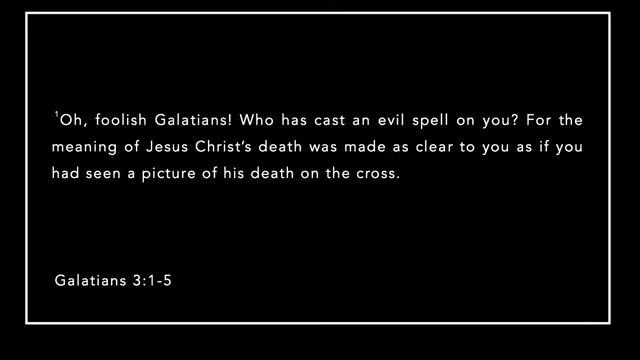 ¹Oh, foolish Galatians! Who has cast an evil spell on you? For the
meaning of Jesus Christ’s death was made as clear to you as if you
had seen a picture of his death on the cross.
Galatians 3:1-5